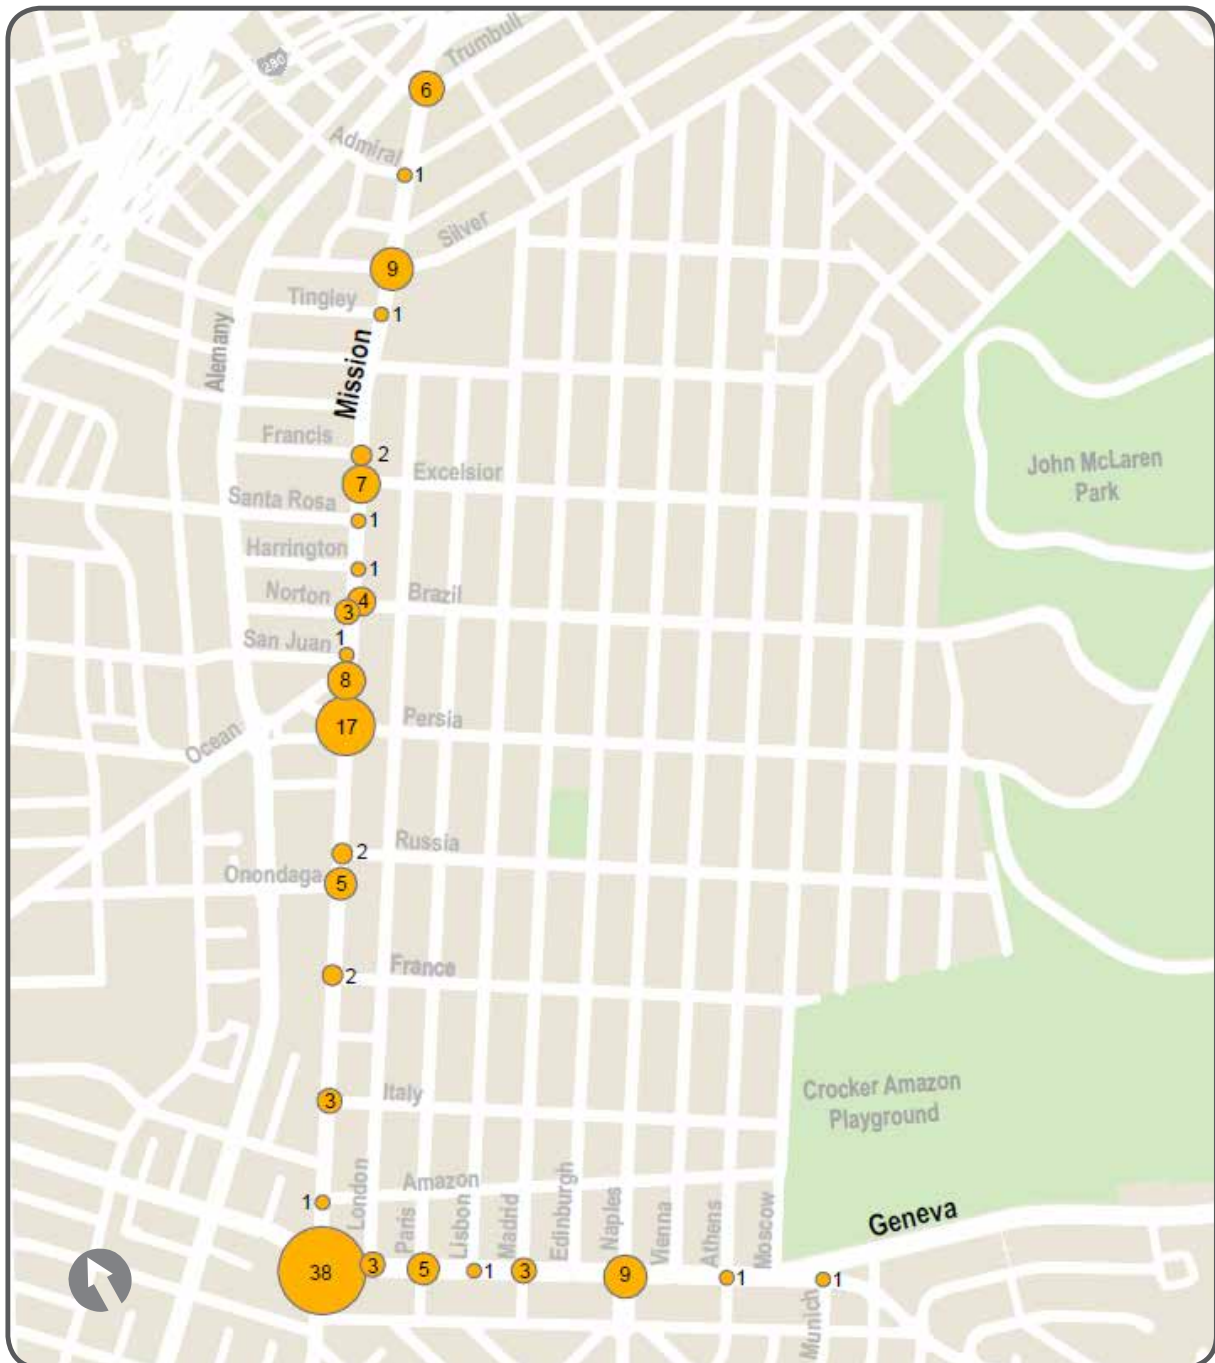 280
Trumbull
6
Admiral
1
Silver
9
Tingley
1
Alemany
Mission
Francis
2
Excelsior
7
John McLaren
Park
Santa Rosa
1
Harrington
1
Norton
4
Brazil
3
San Juan
1
8
17
Persia
Ocean
Russia
2
Onondaga
5
France
2
Italy
3
Crocker Amazon
Playground
Amazon
1
London
Paris
Lisbon
Madrid
Edinburgh
Naples
Vienna
Athens
Moscow
Geneva
38
3
5
1
3
9
1
1
Munich